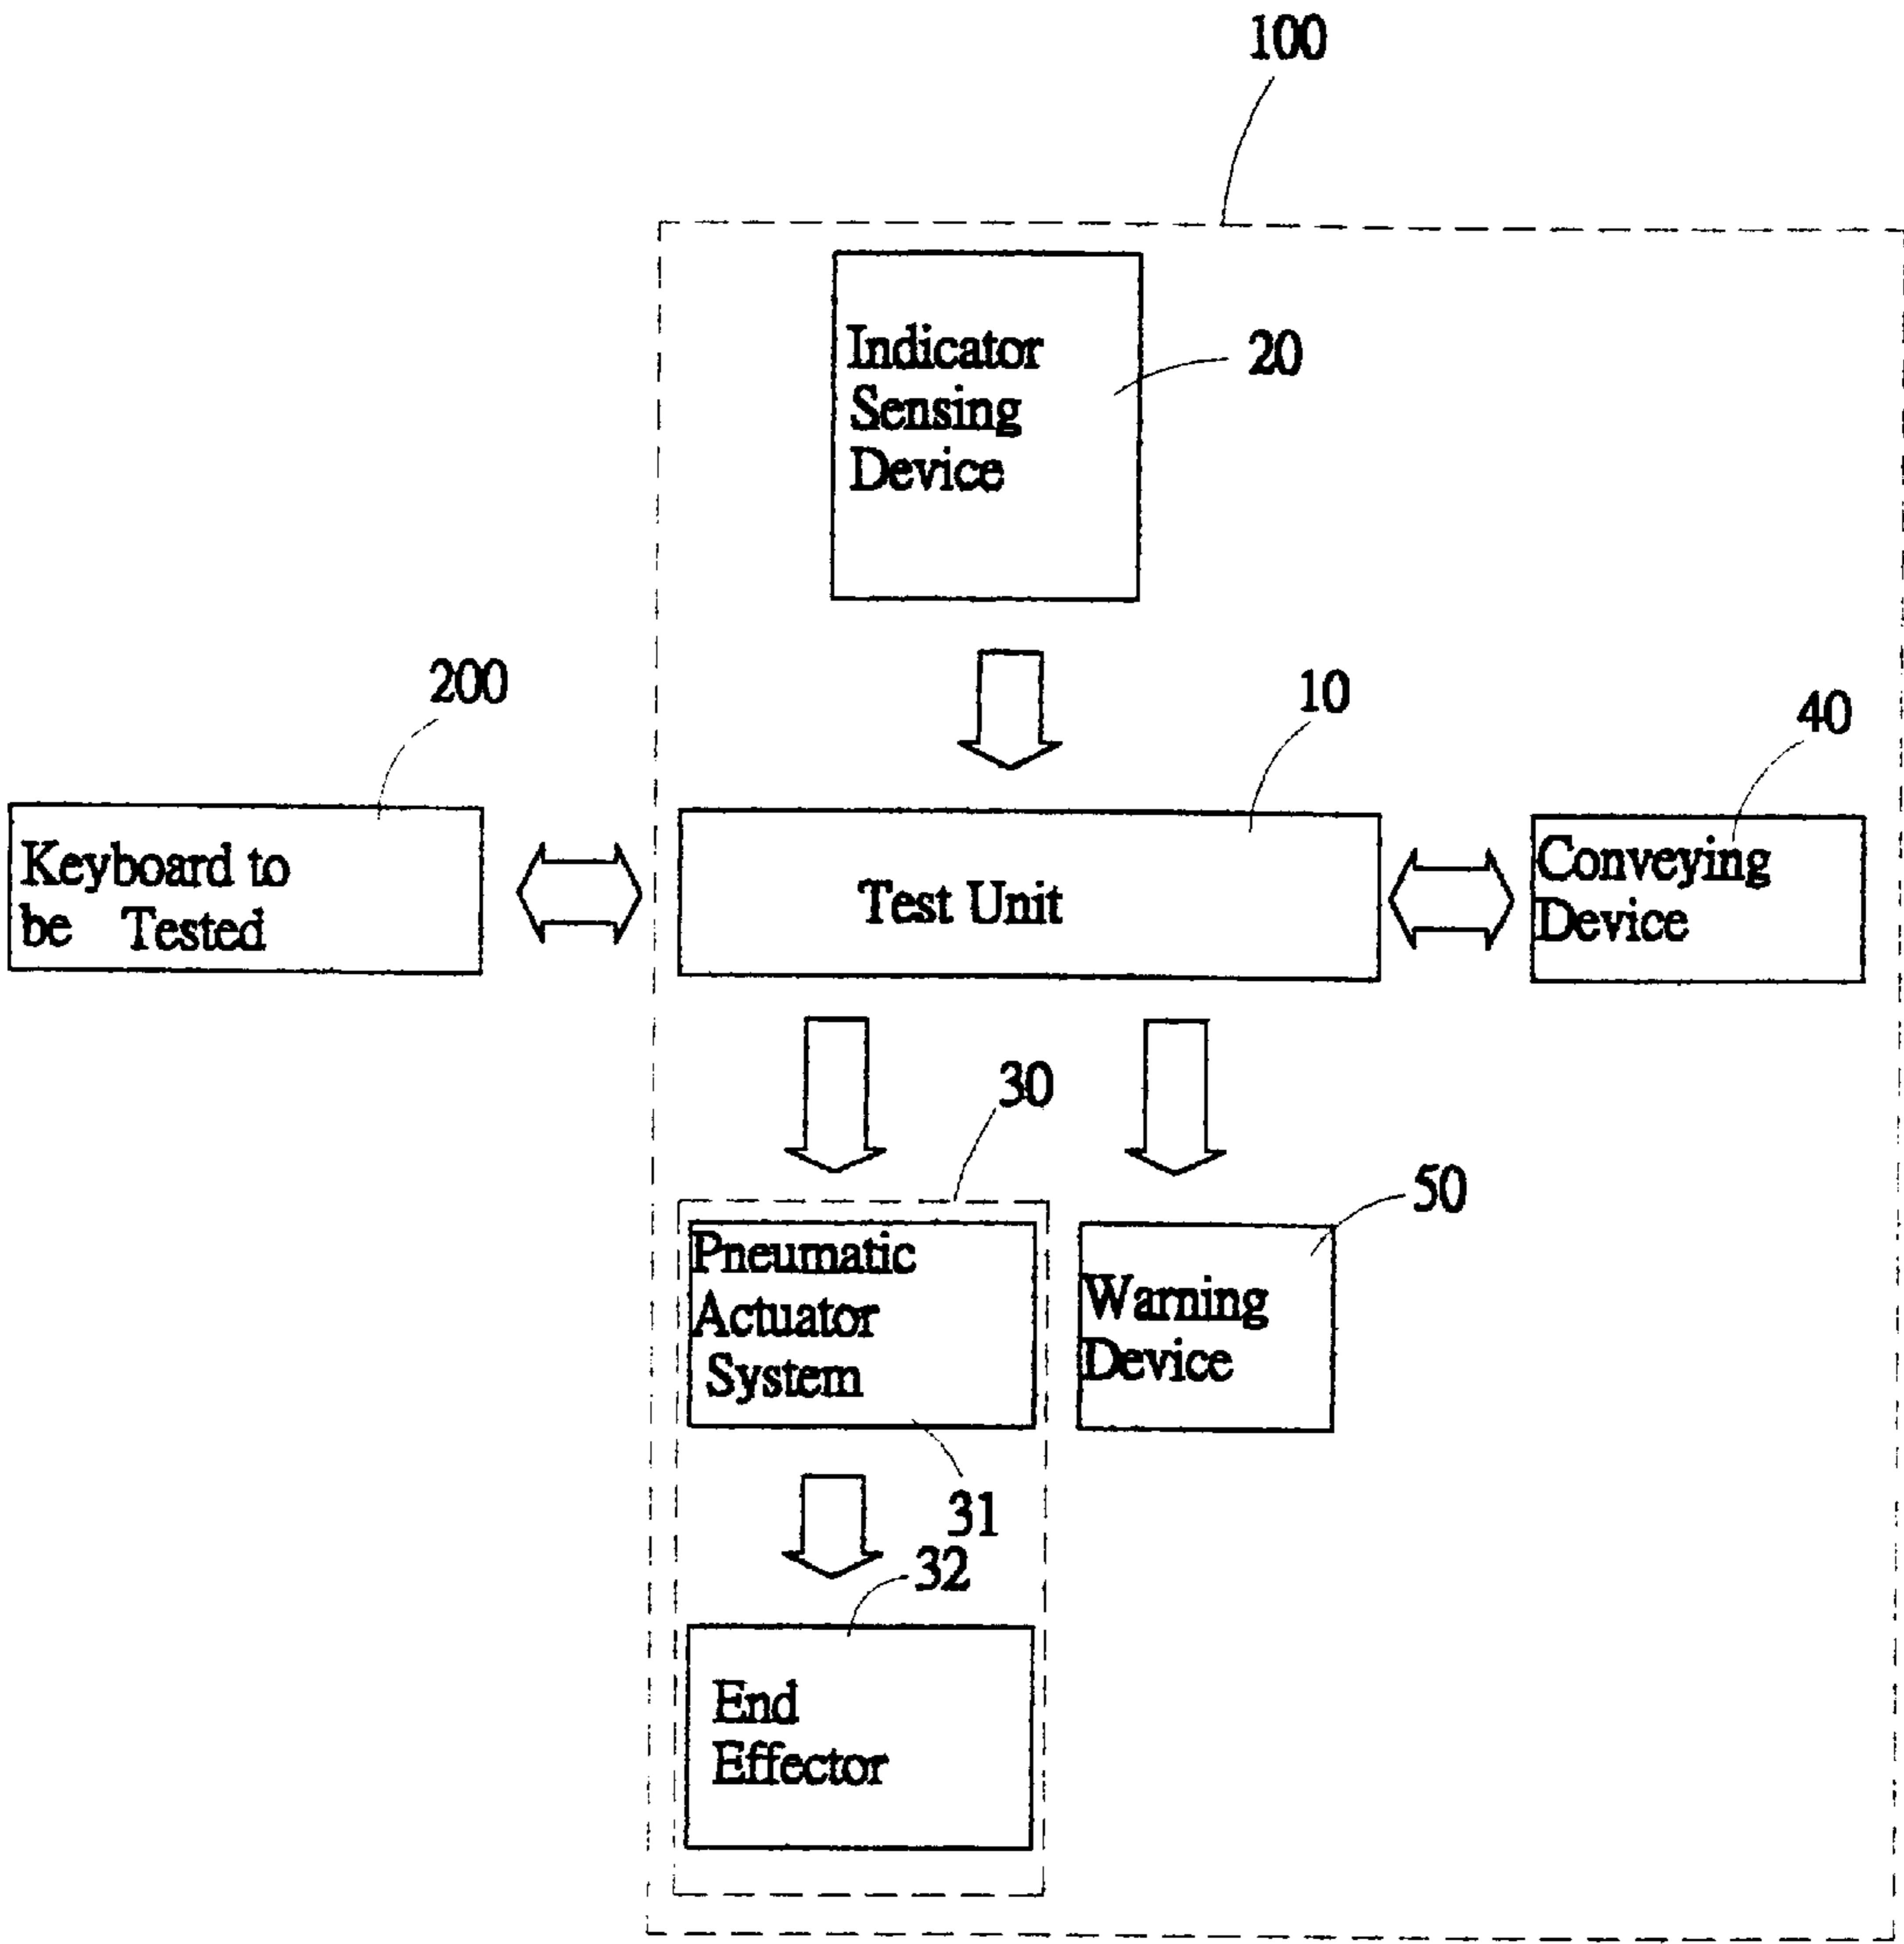 100
Indicator
Sensing
Device
20
200
10
40
Keyboard to
be Tested
Test Unit
Conveying
Device
30
50
Pneumatic
Actuator
System
Warning
Device
31
32
End
Effector